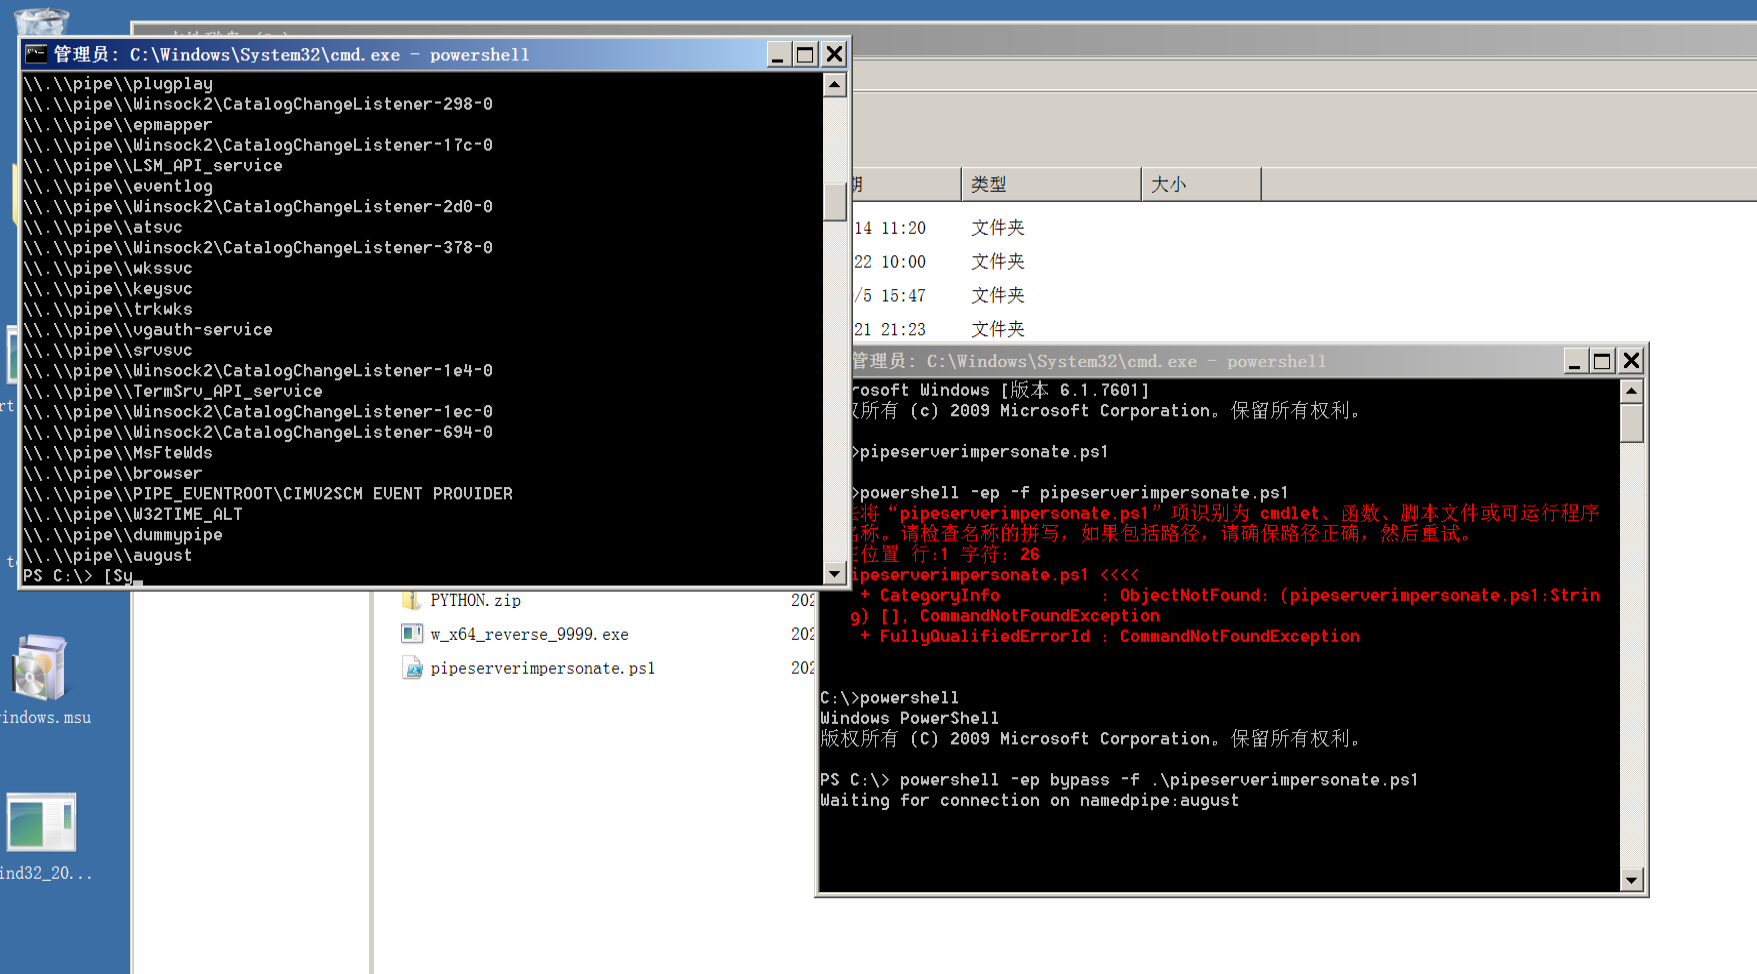 管理员: C:\Windows\System32\cmd.exe - powershell
\\.\\pipe\\plugplay
\\.\\pipe\\Winsock2\CatalogChangeListener-298-0
\\.\\pipe\\epmapper
\\.\\pipe\\Winsock2\CatalogChangeListener-17c-0
\\.\\pipe\\LSM_API_service
\\.\\pipe\\eventlog
\\.\\pipe\\Winsock2\CatalogChangeListener-2d0-0
\\.\\pipe\\atsvc
\\.\\pipe\\Winsock2\CatalogChangeListener-378-0
\\.\\pipe\\wkssvc
\\.\\pipe\\keysvc
\\.\\pipe\\trkwks
\\.\\pipe\\vgauth-service
\\.\\pipe\\srvsvc
\\.\\pipe\\Winsock2\CatalogChangeListener-1e4-0
\\.\\pipe\\TermSrv_API_service
\\.\\pipe\\Winsock2\CatalogChangeListener-1ec-0
\\.\\pipe\\Winsock2\CatalogChangeListener-694-0
\\.\\pipe\\MsFteWds
\\.\\pipe\\browser
\\.\\pipe\\PIPE_EVENTROOT\CIMV2SCM EVENT PROVIDER
\\.\\pipe\\W32TIME_ALT
\\.\\pipe\\dummypipe
\\.\\pipe\\august
PS C:\> [Sy_
期 类型 大小
14 11:20 文件夹
22 10:00 文件夹
/5 15:47 文件夹
21 21:23 文件夹
管理员: C:\Windows\System32\cmd.exe - powershell
rosoft Windows [版本 6.1.7601]
权所有 (c) 2009 Microsoft Corporation。保留所有权利。
>pipeserverimpersonate.ps1
>powershell -ep -f pipeserverimpersonate.ps1
将“pipeserverimpersonate.ps1”项识别为 cmdlet、函数、脚本文件或可运行程序
名称。请检查名称的拼写，如果包括路径，请确保路径正确，然后重试。
位置 行:1 字符: 26
ipeserverimpersonate.ps1 <<<<
+ CategoryInfo : ObjectNotFound: (pipeserverimpersonate.ps1:Strin
g) [], CommandNotFoundException
+ FullyQualifiedErrorId : CommandNotFoundException
C:\>powershell
Windows PowerShell
版权所有 (C) 2009 Microsoft Corporation。保留所有权利。
PS C:\> powershell -ep bypass -f .\pipeserverimpersonate.ps1
Waiting for connection on namedpipe:august
PYTHON.zip 202
w_x64_reverse_9999.exe 202
pipeserverimpersonate.ps1 202
rt
indows.msu
ind32_20...